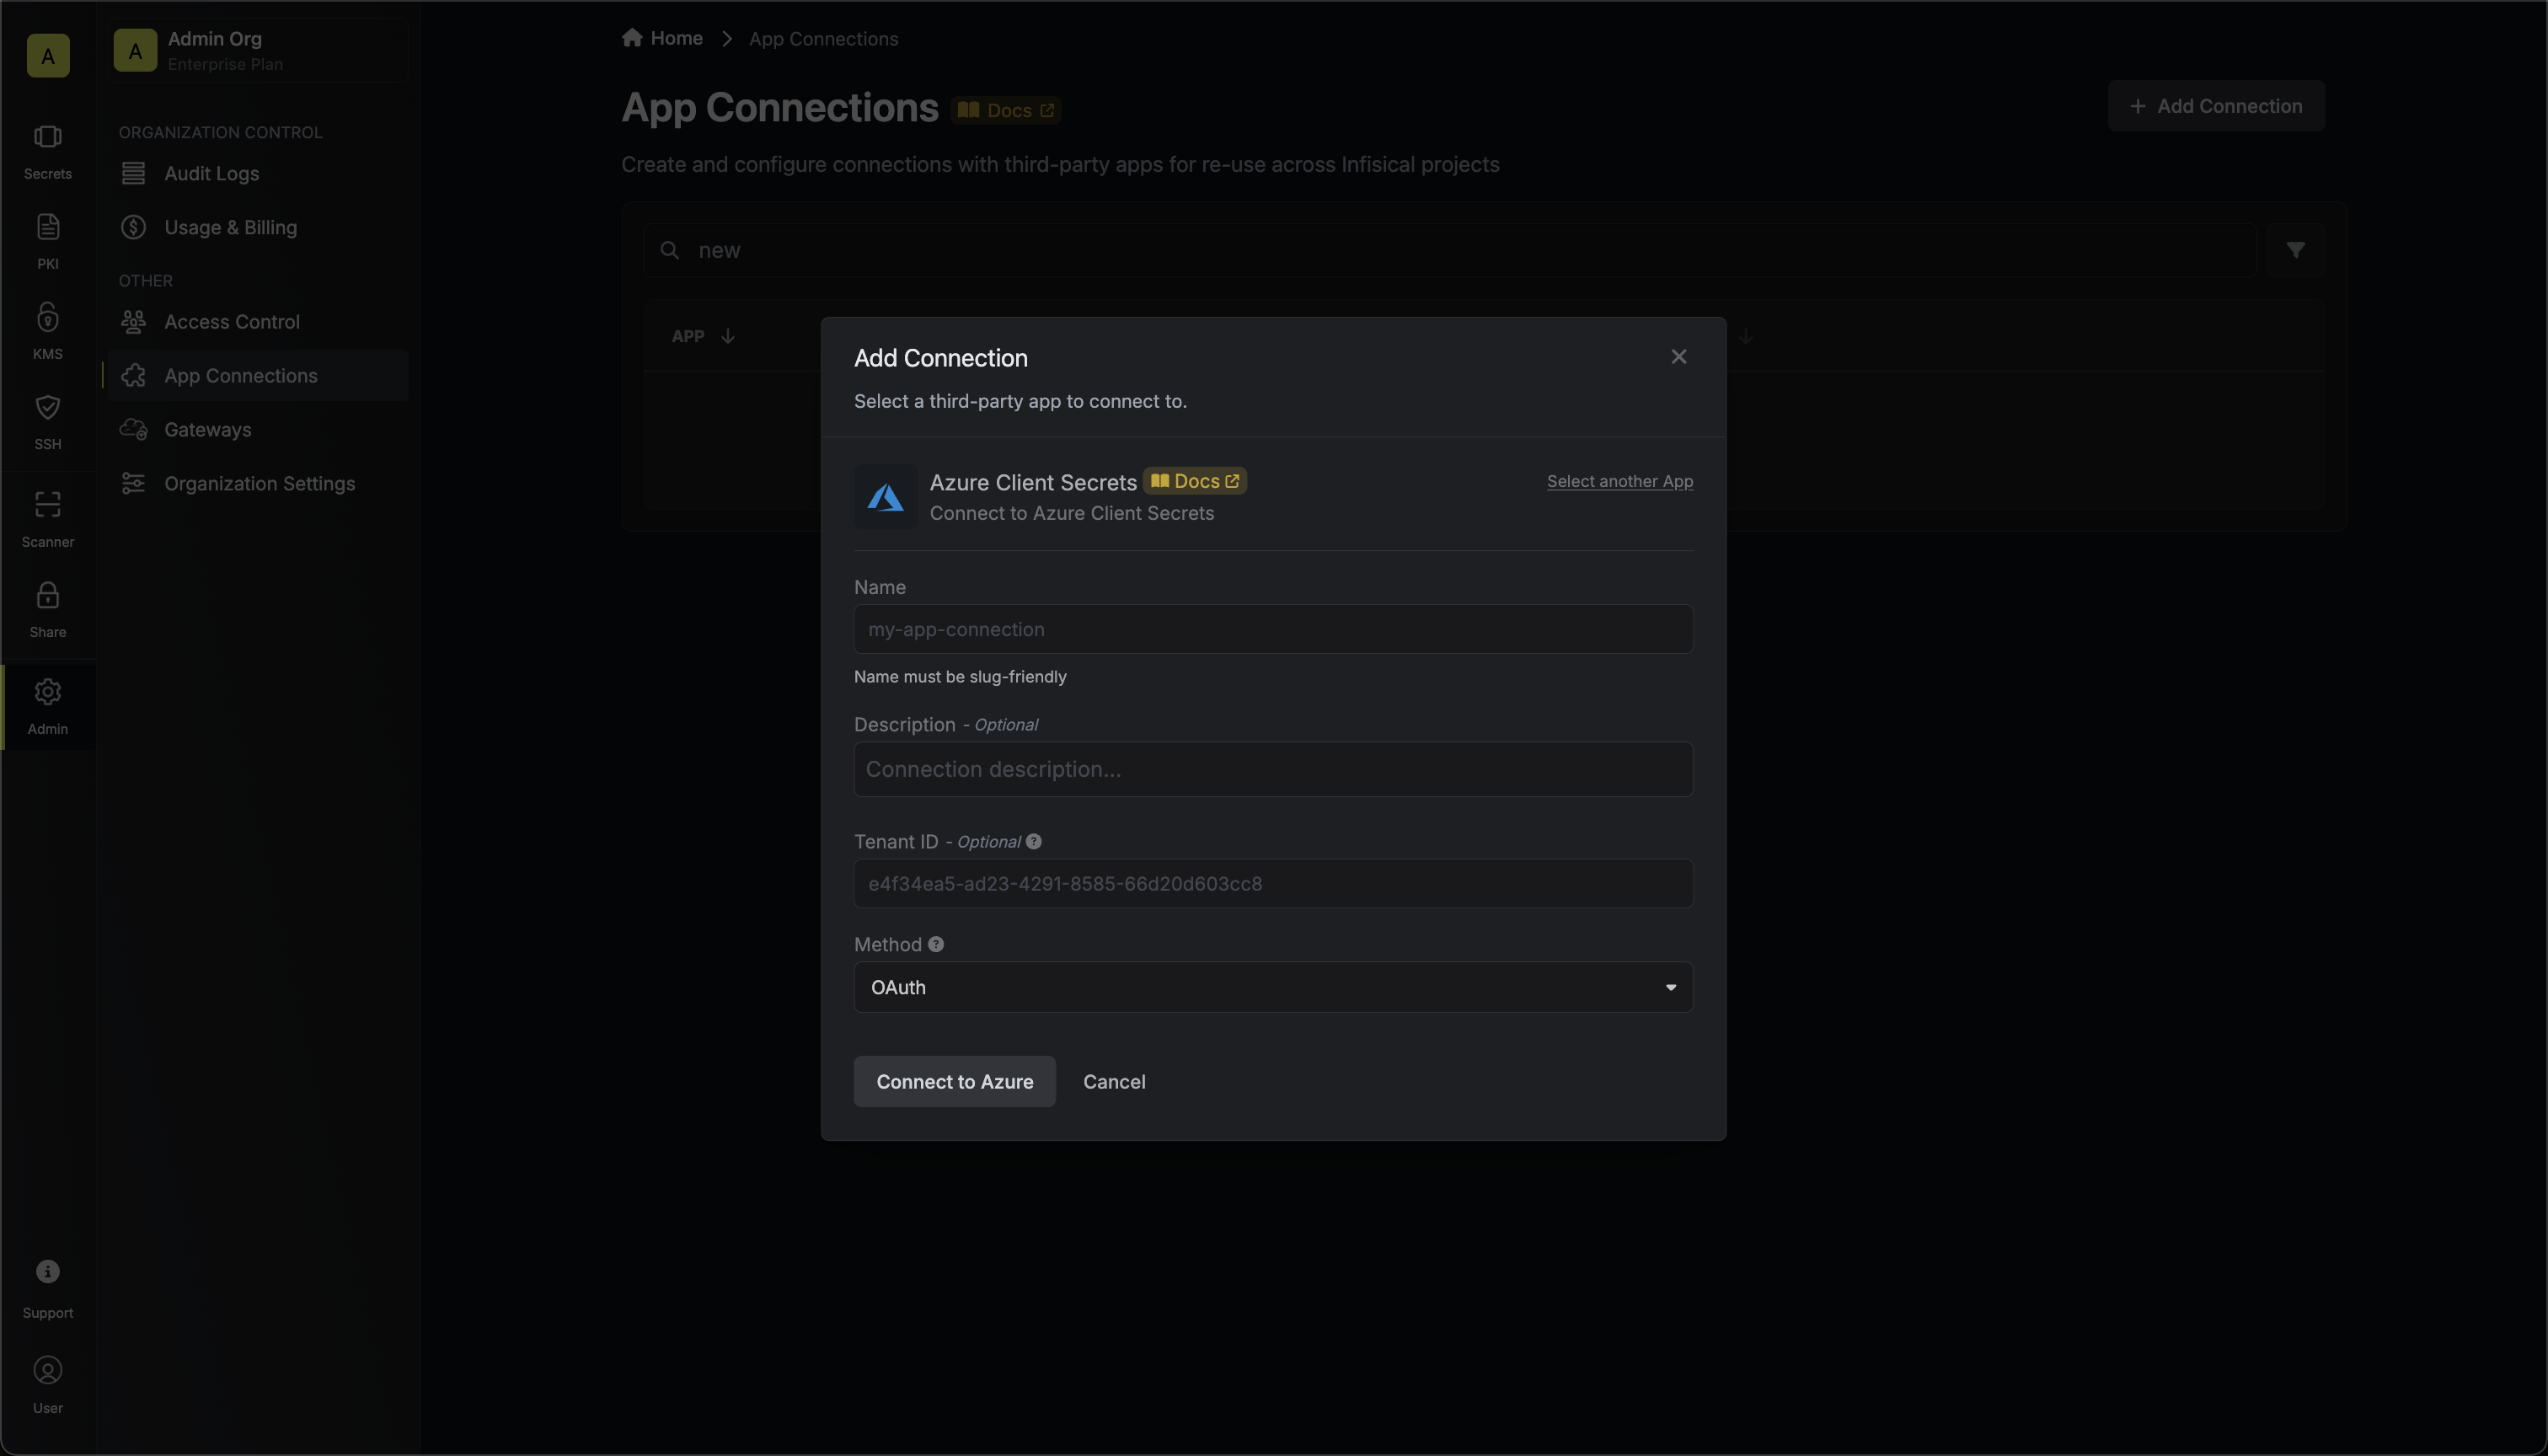 A
Secrets
PKI
KMS
SSH
Scanner
Share
Admin
Support
User
A
Admin Org
Enterprise Plan
ORGANIZATION CONTROL
Audit Logs
Usage & Billing
OTHER
Access Control
App Connections
Gateways
Organization Settings
Home
App Connections
App Connections
Docs
Add Connection
Create and configure connections with third-party apps for re-use across Infisical projects
new
APP
Add Connection
Select a third-party app to connect to.
Azure Client Secrets
Docs
Select another App
Connect to Azure Client Secrets
Name
my-app-connection
Name must be slug-friendly
Description - Optional
Connection description...
Tenant ID - Optional
e4f34ea5-ad23-4291-8585-66d20d603cc8
Method
OAuth
Connect to Azure
Cancel